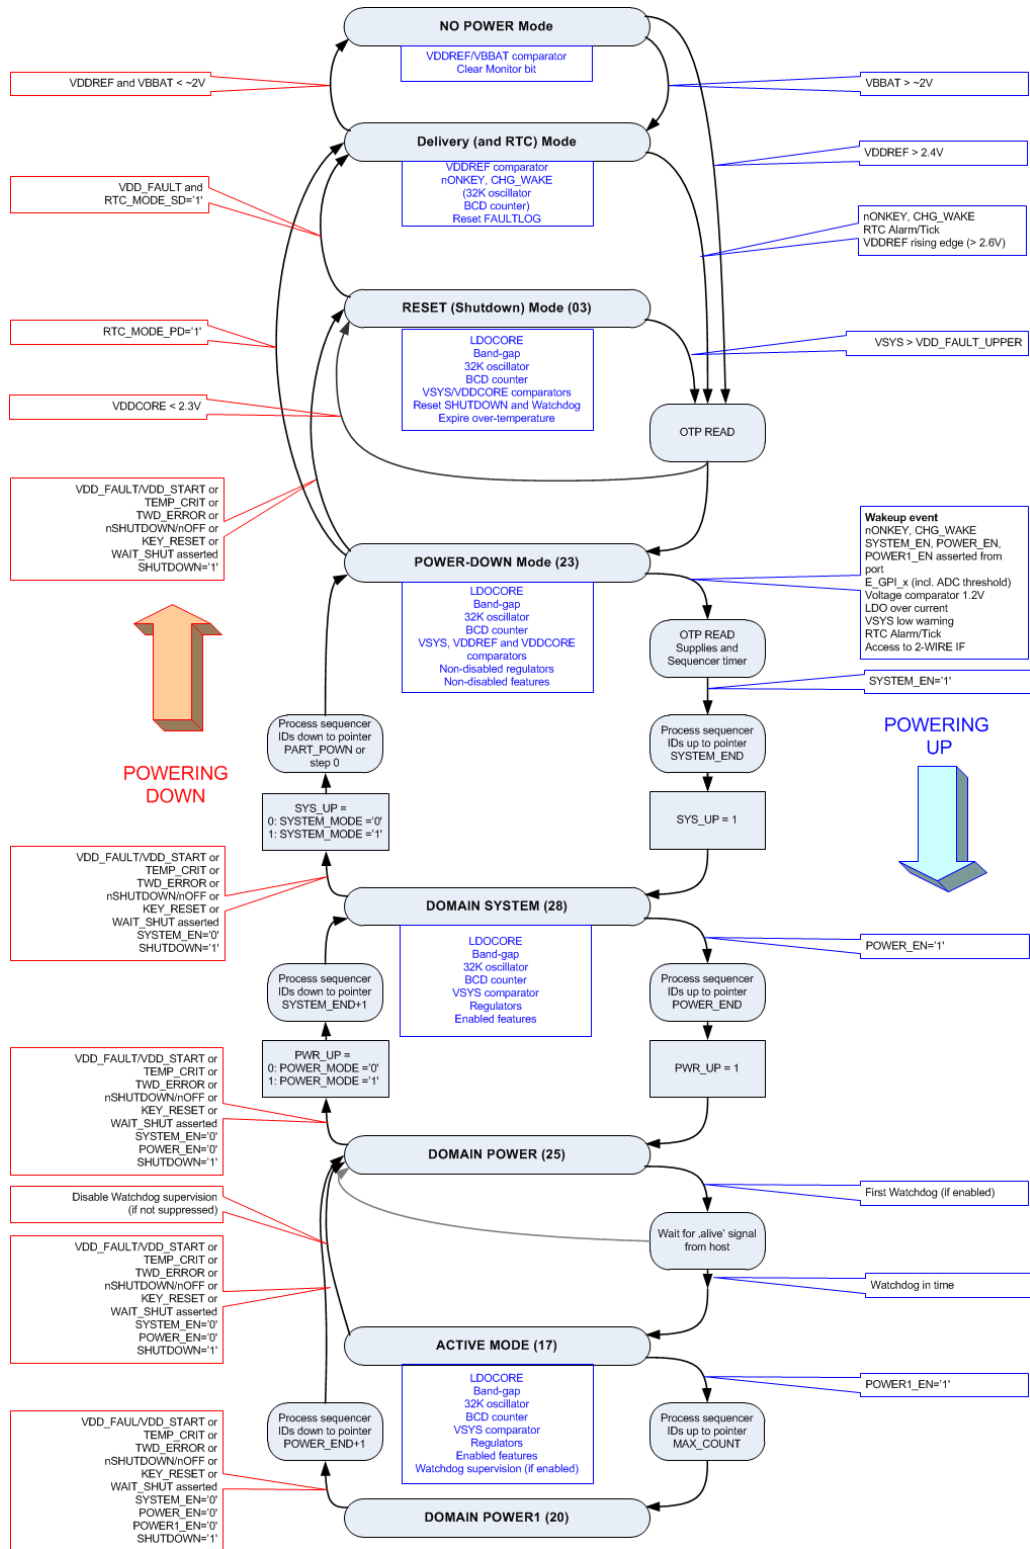 NO POWER Mode
VDDREF/VBBAT comparator
Clear Monitor bit
VDDREF and VBBAT < ~2V
VBBAT > ~2V
Delivery (and RTC) Mode
VDDREF comparator
nONKEY, CHG_WAKE
(32K oscillator
BCD counter)
Reset FAULTLOG
VDDREF > 2.4V
VDD_FAULT and
RTC_MODE_SD='1'
nONKEY, CHG_WAKE
RTC Alarm/Tick
VDDREF rising edge (> 2.6V)
RESET (Shutdown) Mode (03)
LDOCORE
Band-gap
32K oscillator
BCD counter
VSYS/VDDCORE comparators
Reset SHUTDOWN and Watchdog
Expire over-temperature
RTC_MODE_PD='1'
VSYS > VDD_FAULT_UPPER
VDDCORE < 2.3V
OTP READ
VDD_FAULT/VDD_START or
TEMP_CRIT or
TWD_ERROR or
nSHUTDOWN/nOFF or
KEY_RESET or
WAIT_SHUT asserted
SHUTDOWN='1'
Wakeup event
nONKEY, CHG_WAKE
SYSTEM_EN, POWER_EN,
POWER1_EN asserted from
port
E_GPI_x (incl. ADC threshold)
Voltage comparator 1.2V
LDO over current
VSYS low warning
RTC Alarm/Tick
Access to 2-WIRE IF
POWER-DOWN Mode (23)
LDOCORE
Band-gap
32K oscillator
BCD counter
VSYS, VDDREF and VDDCORE
comparators
Non-disabled regulators
Non-disabled features
OTP READ
Supplies and
Sequencer timer
SYSTEM_EN='1'
Process sequencer
IDs down to pointer
PART_POWN or
step 0
Process sequencer
IDs up to pointer
SYSTEM_END
POWERING
DOWN
POWERING
UP
SYS_UP =
0: SYSTEM_MODE ='0'
1: SYSTEM_MODE ='1'
SYS_UP = 1
VDD_FAULT/VDD_START or
TEMP_CRIT or
TWD_ERROR or
nSHUTDOWN/nOFF or
KEY_RESET or
WAIT_SHUT asserted
SYSTEM_EN='0'
SHUTDOWN='1'
DOMAIN SYSTEM (28)
LDOCORE
Band-gap
32K oscillator
BCD counter
VSYS comparator
Regulators
Enabled features
POWER_EN='1'
Process sequencer
IDs down to pointer
SYSTEM_END+1
Process sequencer
IDs up to pointer
POWER_END
PWR_UP =
0: POWER_MODE ='0'
1: POWER_MODE ='1'
PWR_UP = 1
VDD_FAULT/VDD_START or
TEMP_CRIT or
TWD_ERROR or
nSHUTDOWN/nOFF or
KEY_RESET or
WAIT_SHUT asserted
SYSTEM_EN='0'
POWER_EN='0'
SHUTDOWN='1'
DOMAIN POWER (25)
Disable Watchdog supervision
(if not suppressed)
First Watchdog (if enabled)
Wait for ‚alive' signal
from host
VDD_FAULT/VDD_START or
TEMP_CRIT or
TWD_ERROR or
nSHUTDOWN/nOFF or
KEY_RESET or
WAIT_SHUT asserted
SYSTEM_EN='0'
POWER_EN='0'
SHUTDOWN='1'
Watchdog in time
ACTIVE MODE (17)
LDOCORE
Band-gap
32K oscillator
BCD counter
VSYS comparator
Regulators
Enabled features
Watchdog supervision (if enabled)
POWER1_EN='1'
Process sequencer
IDs down to pointer
POWER_END+1
Process sequencer
IDs up to pointer
MAX_COUNT
VDD_FAUL/VDD_START or
TEMP_CRIT or
TWD_ERROR or
nSHUTDOWN/nOFF or
KEY_RESET or
WAIT_SHUT asserted
SYSTEM_EN='0'
POWER_EN='0'
POWER1_EN='0'
SHUTDOWN='1'
DOMAIN POWER1 (20)